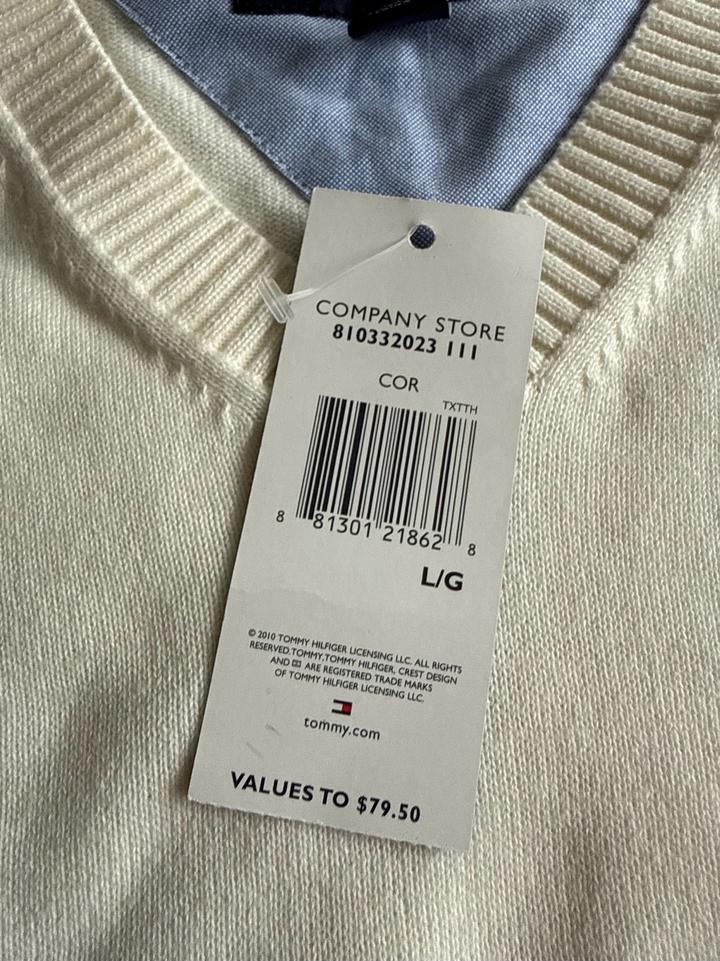 COMPANY STORE
810332023 111
COR
TXTTH
8 81301 21862 8
L/G
© 2010 TOMMY HILFIGER LICENSING LLC. ALL RIGHTS
RESERVED.TOMMY,TOMMY HILFIGER, CREST DESIGN
AND ARE REGISTERED TRADE MARKS
OF TOMMY HILFIGER LICENSING LLC.
tommy.com
VALUES TO $79.50